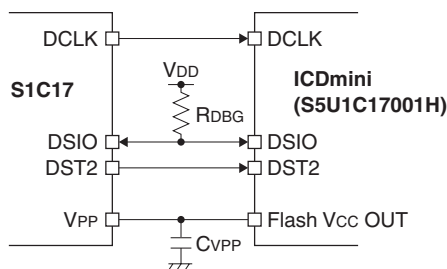 DCLK
DCLK
VDD
S1C17
ICDmini
(S5U1C17001H)
RDBG
DSIO
DSIO
DST2
DST2
VPP
Flash VCC OUT
CVPP